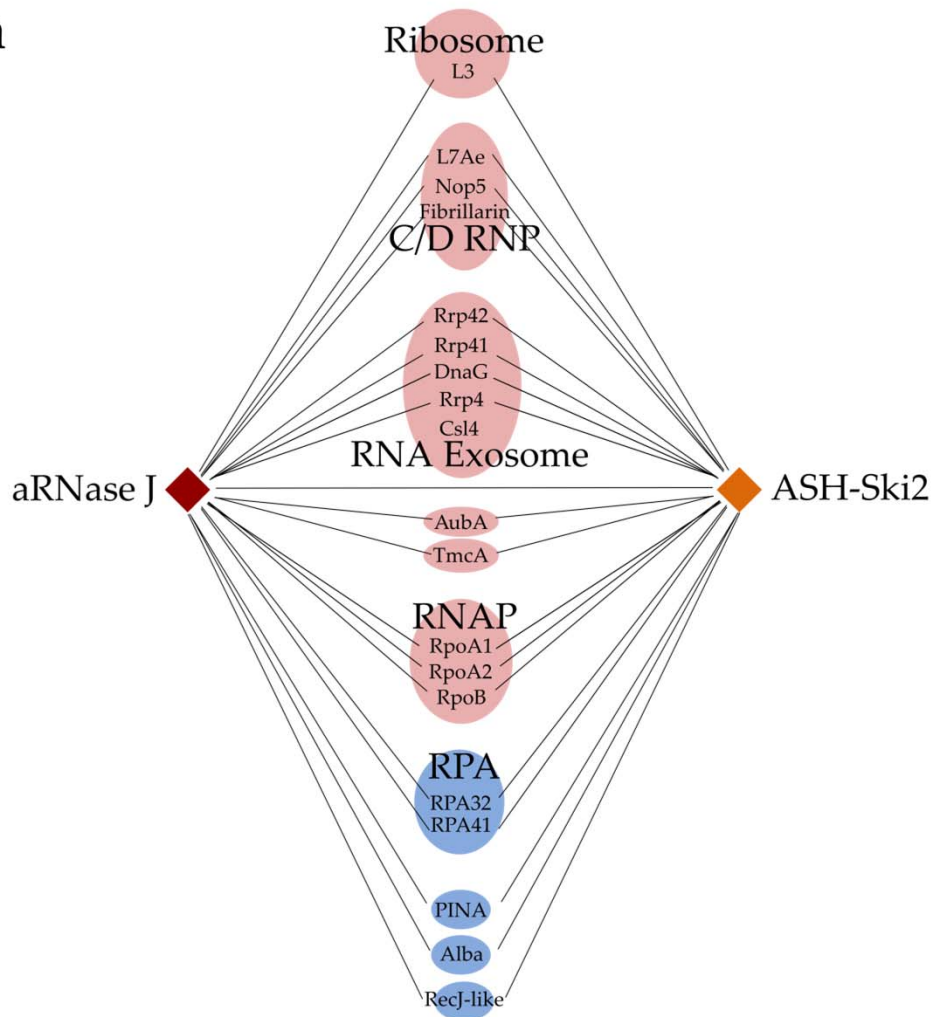 Ribosome
L3
L7Ae
Nop5
Fibrillarin
C/D RNP
Rrp42
Rrp41
DnaG
Rrp4
Csl4
RNA Exosome
aRNase J
ASH-Ski2
AubA
TmcA
RNAP
RpoA1
RpoA2
RpoB
RPA
RPA32
RPA41
PINA
Alba
RecJ-like